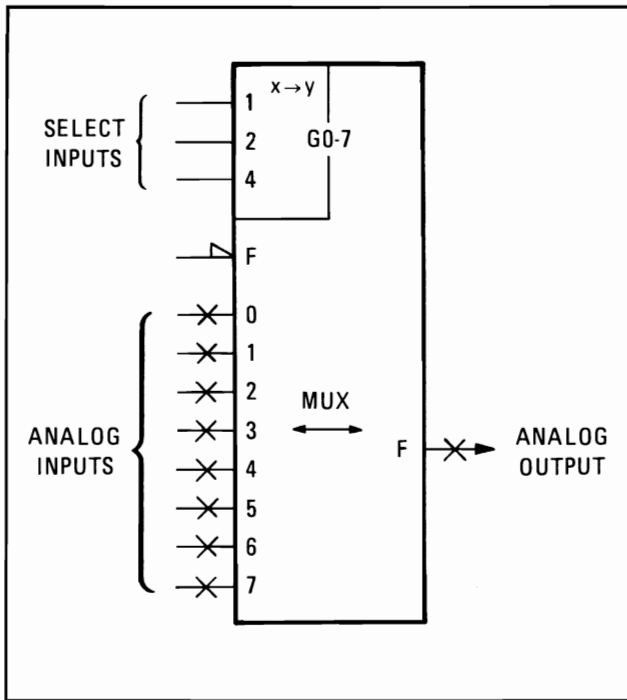 x→y
1
SELECT
INPUTS
2
G0-7
4
F
0
1
2
MUX
3
ANALOG
INPUTS
F
ANALOG
OUTPUT
4
5
6
7